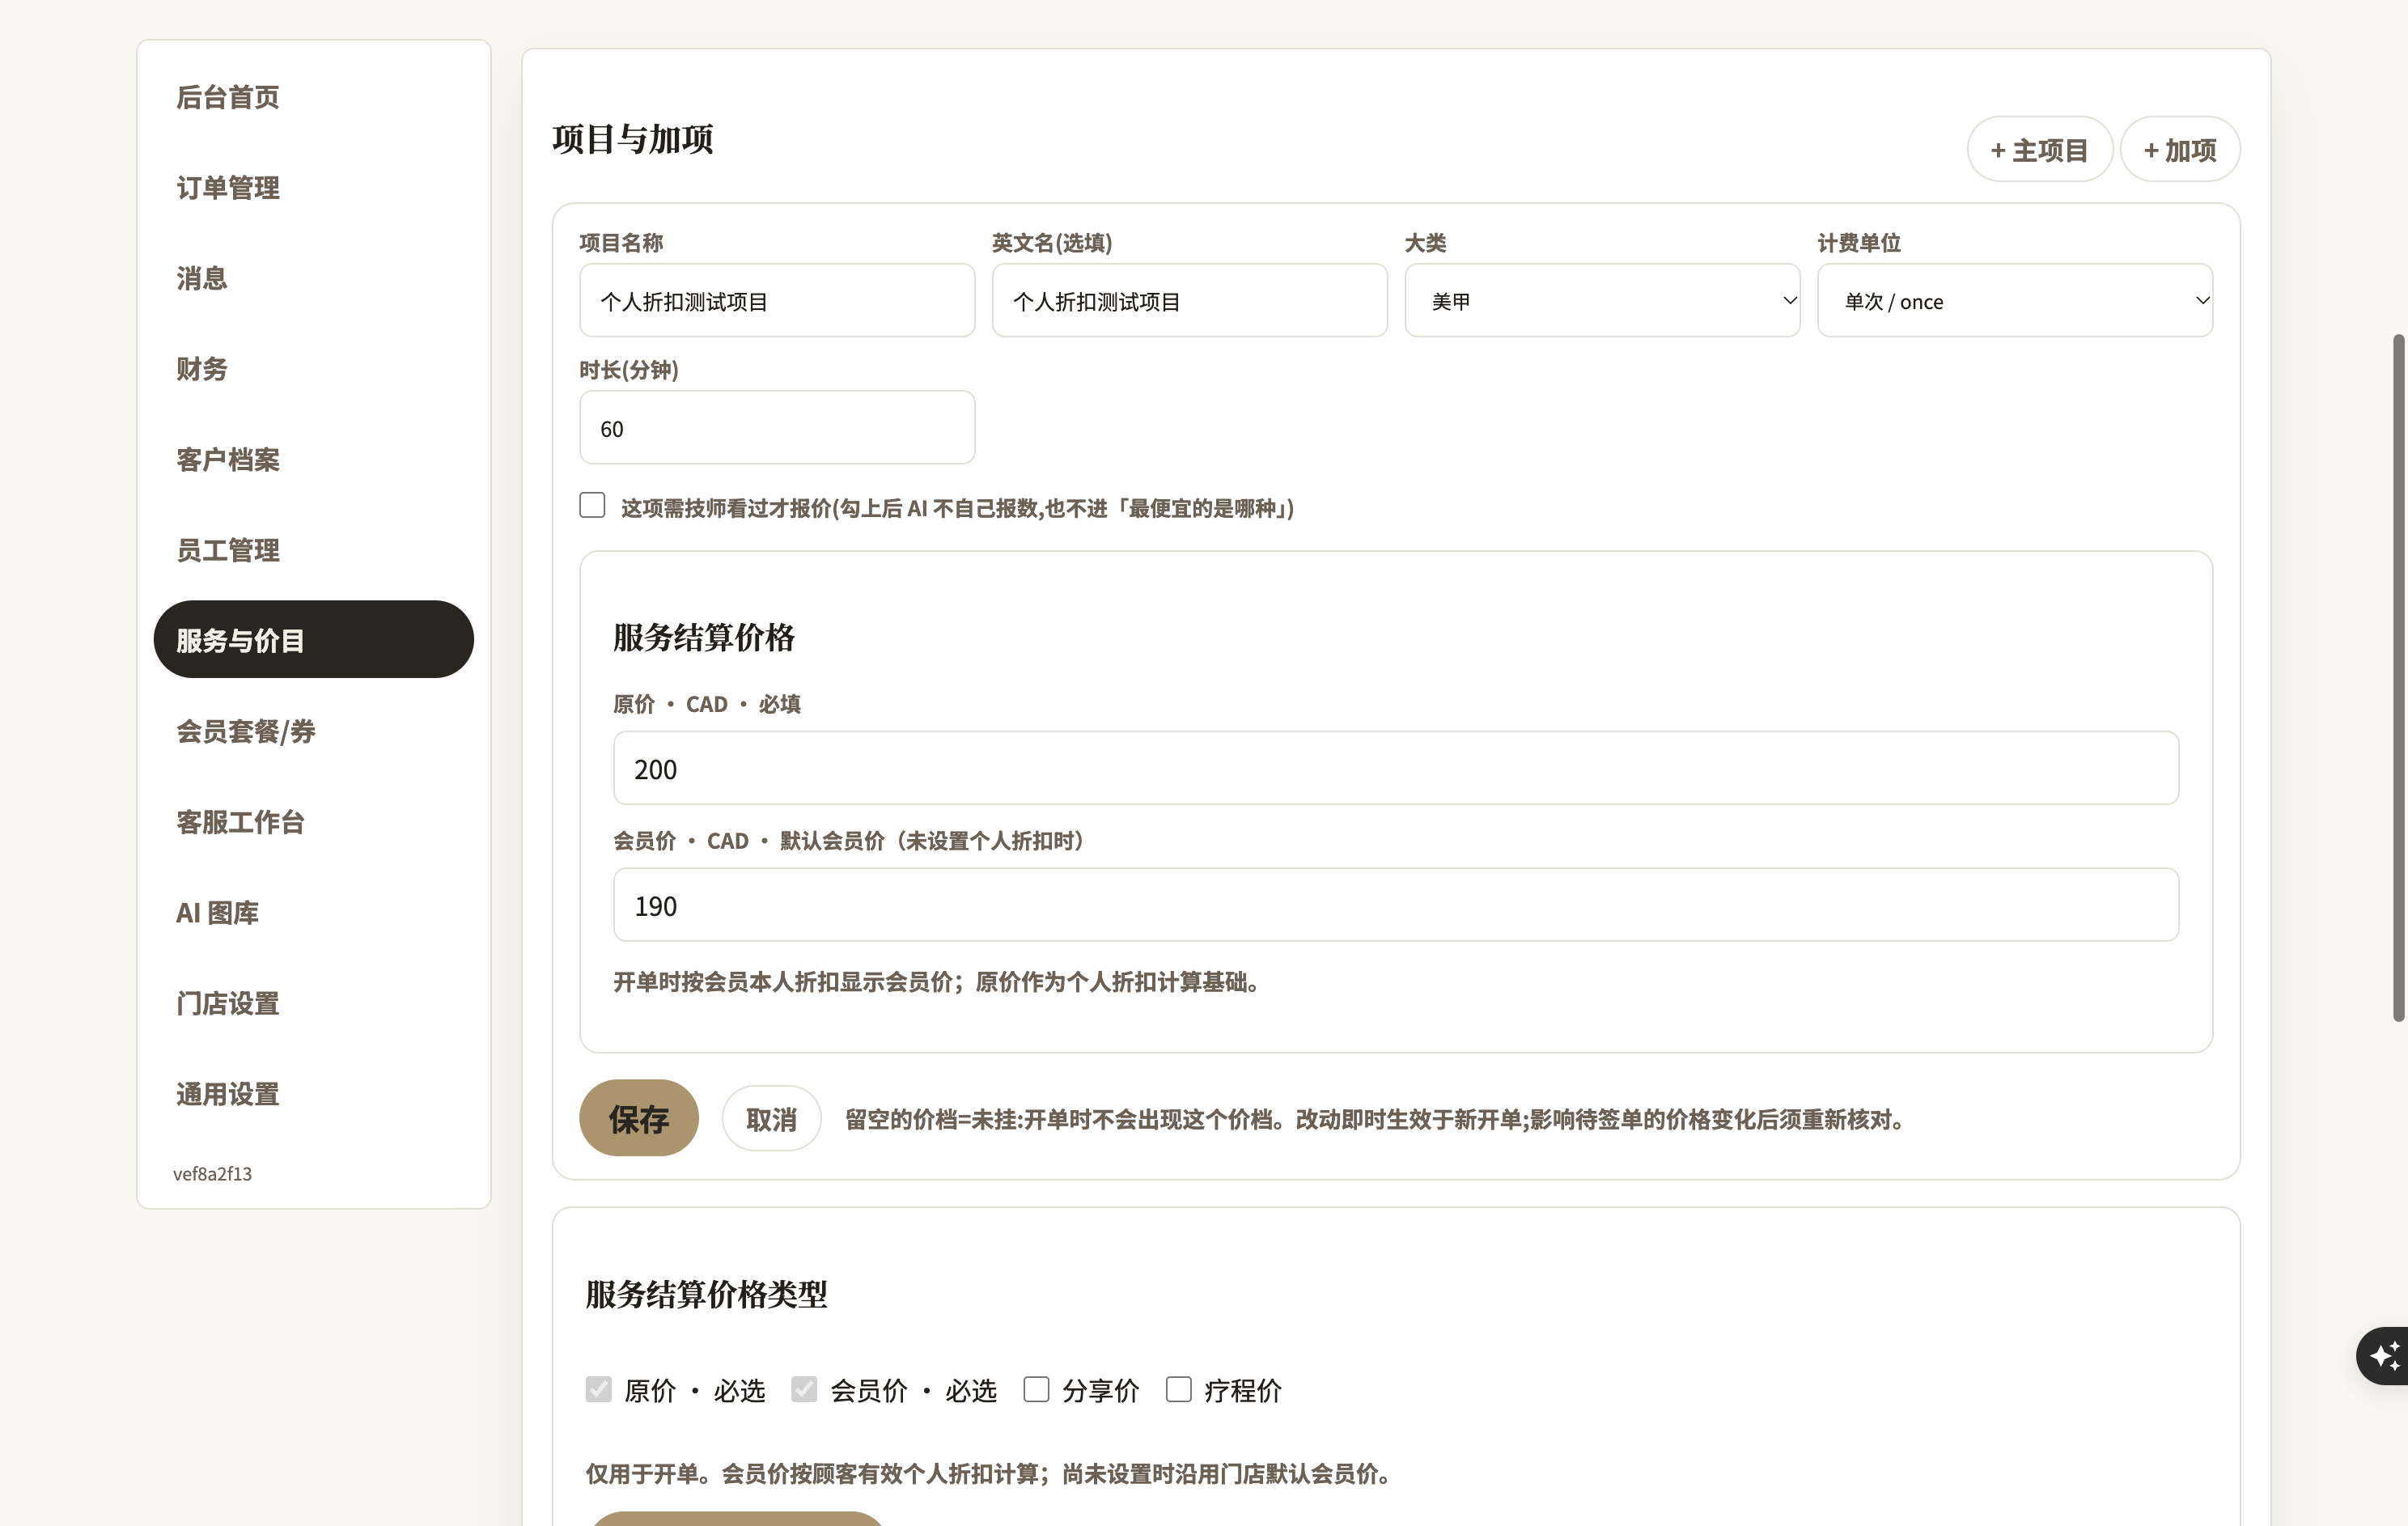 后台首页
订单管理
消息
财务
客户档案
员工管理
服务与价目
会员套餐/券
客服工作台
AI 图库
门店设置
通用设置
vef8a2f13
项目与加项
+ 主项目
+ 加项
项目名称
英文名(选填)
大类
计费单位
个人折扣测试项目
个人折扣测试项目
美甲
单次 / once
时长(分钟)
60
这项需技师看过才报价(勾上后 AI 不自己报数,也不进「最便宜的是哪种」)
服务结算价格
原价 · CAD · 必填
200
会员价 · CAD · 默认会员价（未设置个人折扣时）
190
开单时按会员本人折扣显示会员价；原价作为个人折扣计算基础。
保存
取消
留空的价档=未挂:开单时不会出现这个价档。改动即时生效于新开单;影响待签单的价格变化后须重新核对。
服务结算价格类型
原价 · 必选
会员价 · 必选
分享价
疗程价
仅用于开单。会员价按顾客有效个人折扣计算；尚未设置时沿用门店默认会员价。